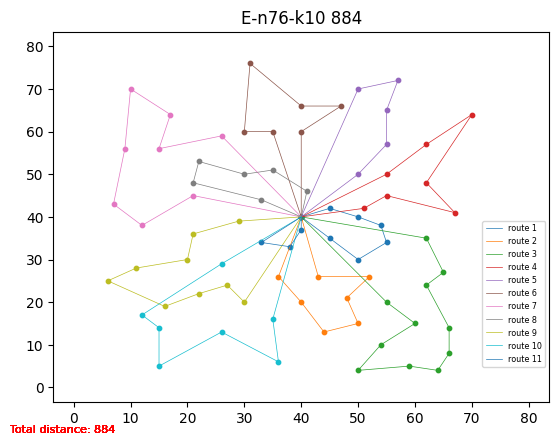 E-n76-k10 884
80
70
60
50
40
30
20
10
0
route 1
route 2
route 3
route 4
route 5
route 6
route 7
route 8
route 9
route 10
route 11
0 10 20 30 40 50 60 70 80
Total distance: 884